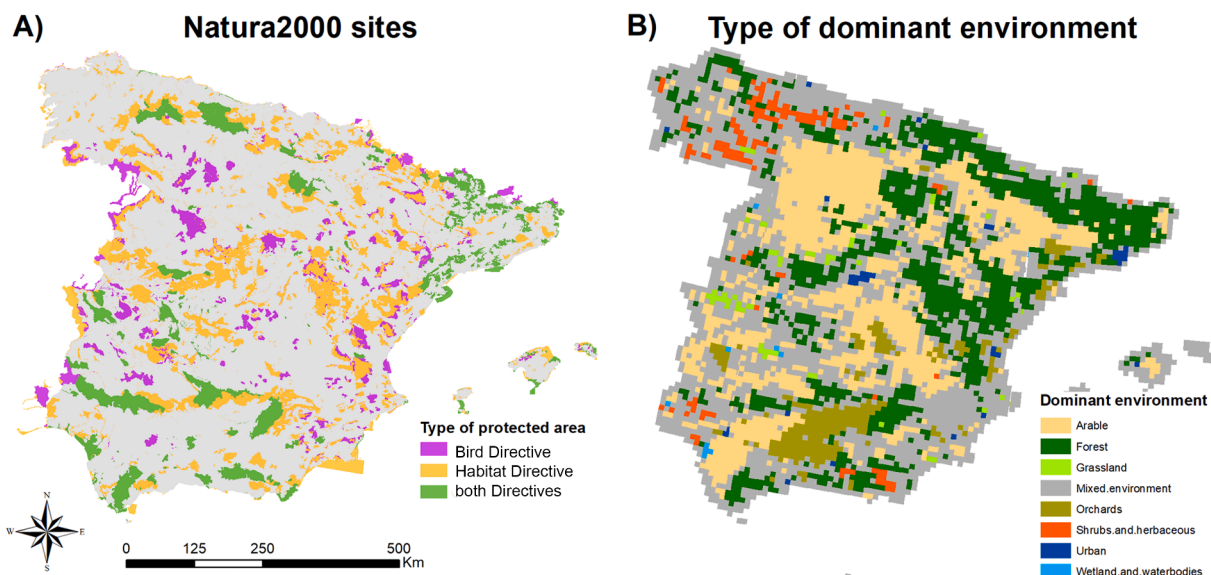 A) Natura2000 sites
Type of protected area
Bird Directive
Habitat Directive
both Directives
N
W E
S
0 125 250 500
Km
B) Type of dominant environment
Dominant environment
Arable
Forest
Grassland
Mixed.environment
Orchards
Shrubs.and.herbaceous
Urban
Wetland.and.waterbodies